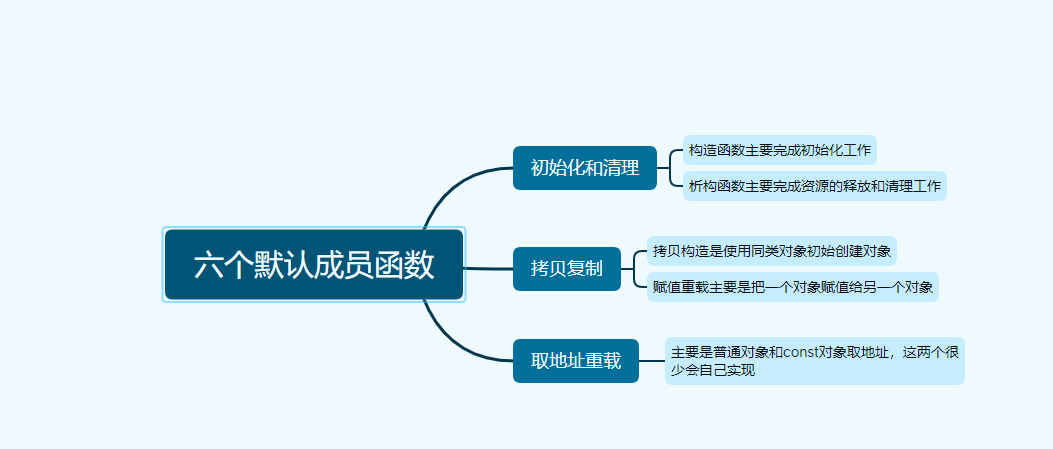 六个默认成员函数
初始化和清理
构造函数主要完成初始化工作
析构函数主要完成资源的释放和清理工作
拷贝复制
拷贝构造是使用同类对象初始创建对象
赋值重载主要是把一个对象赋值给另一个对象
取地址重载
主要是普通对象和const对象取地址，这两个很
少会自己实现